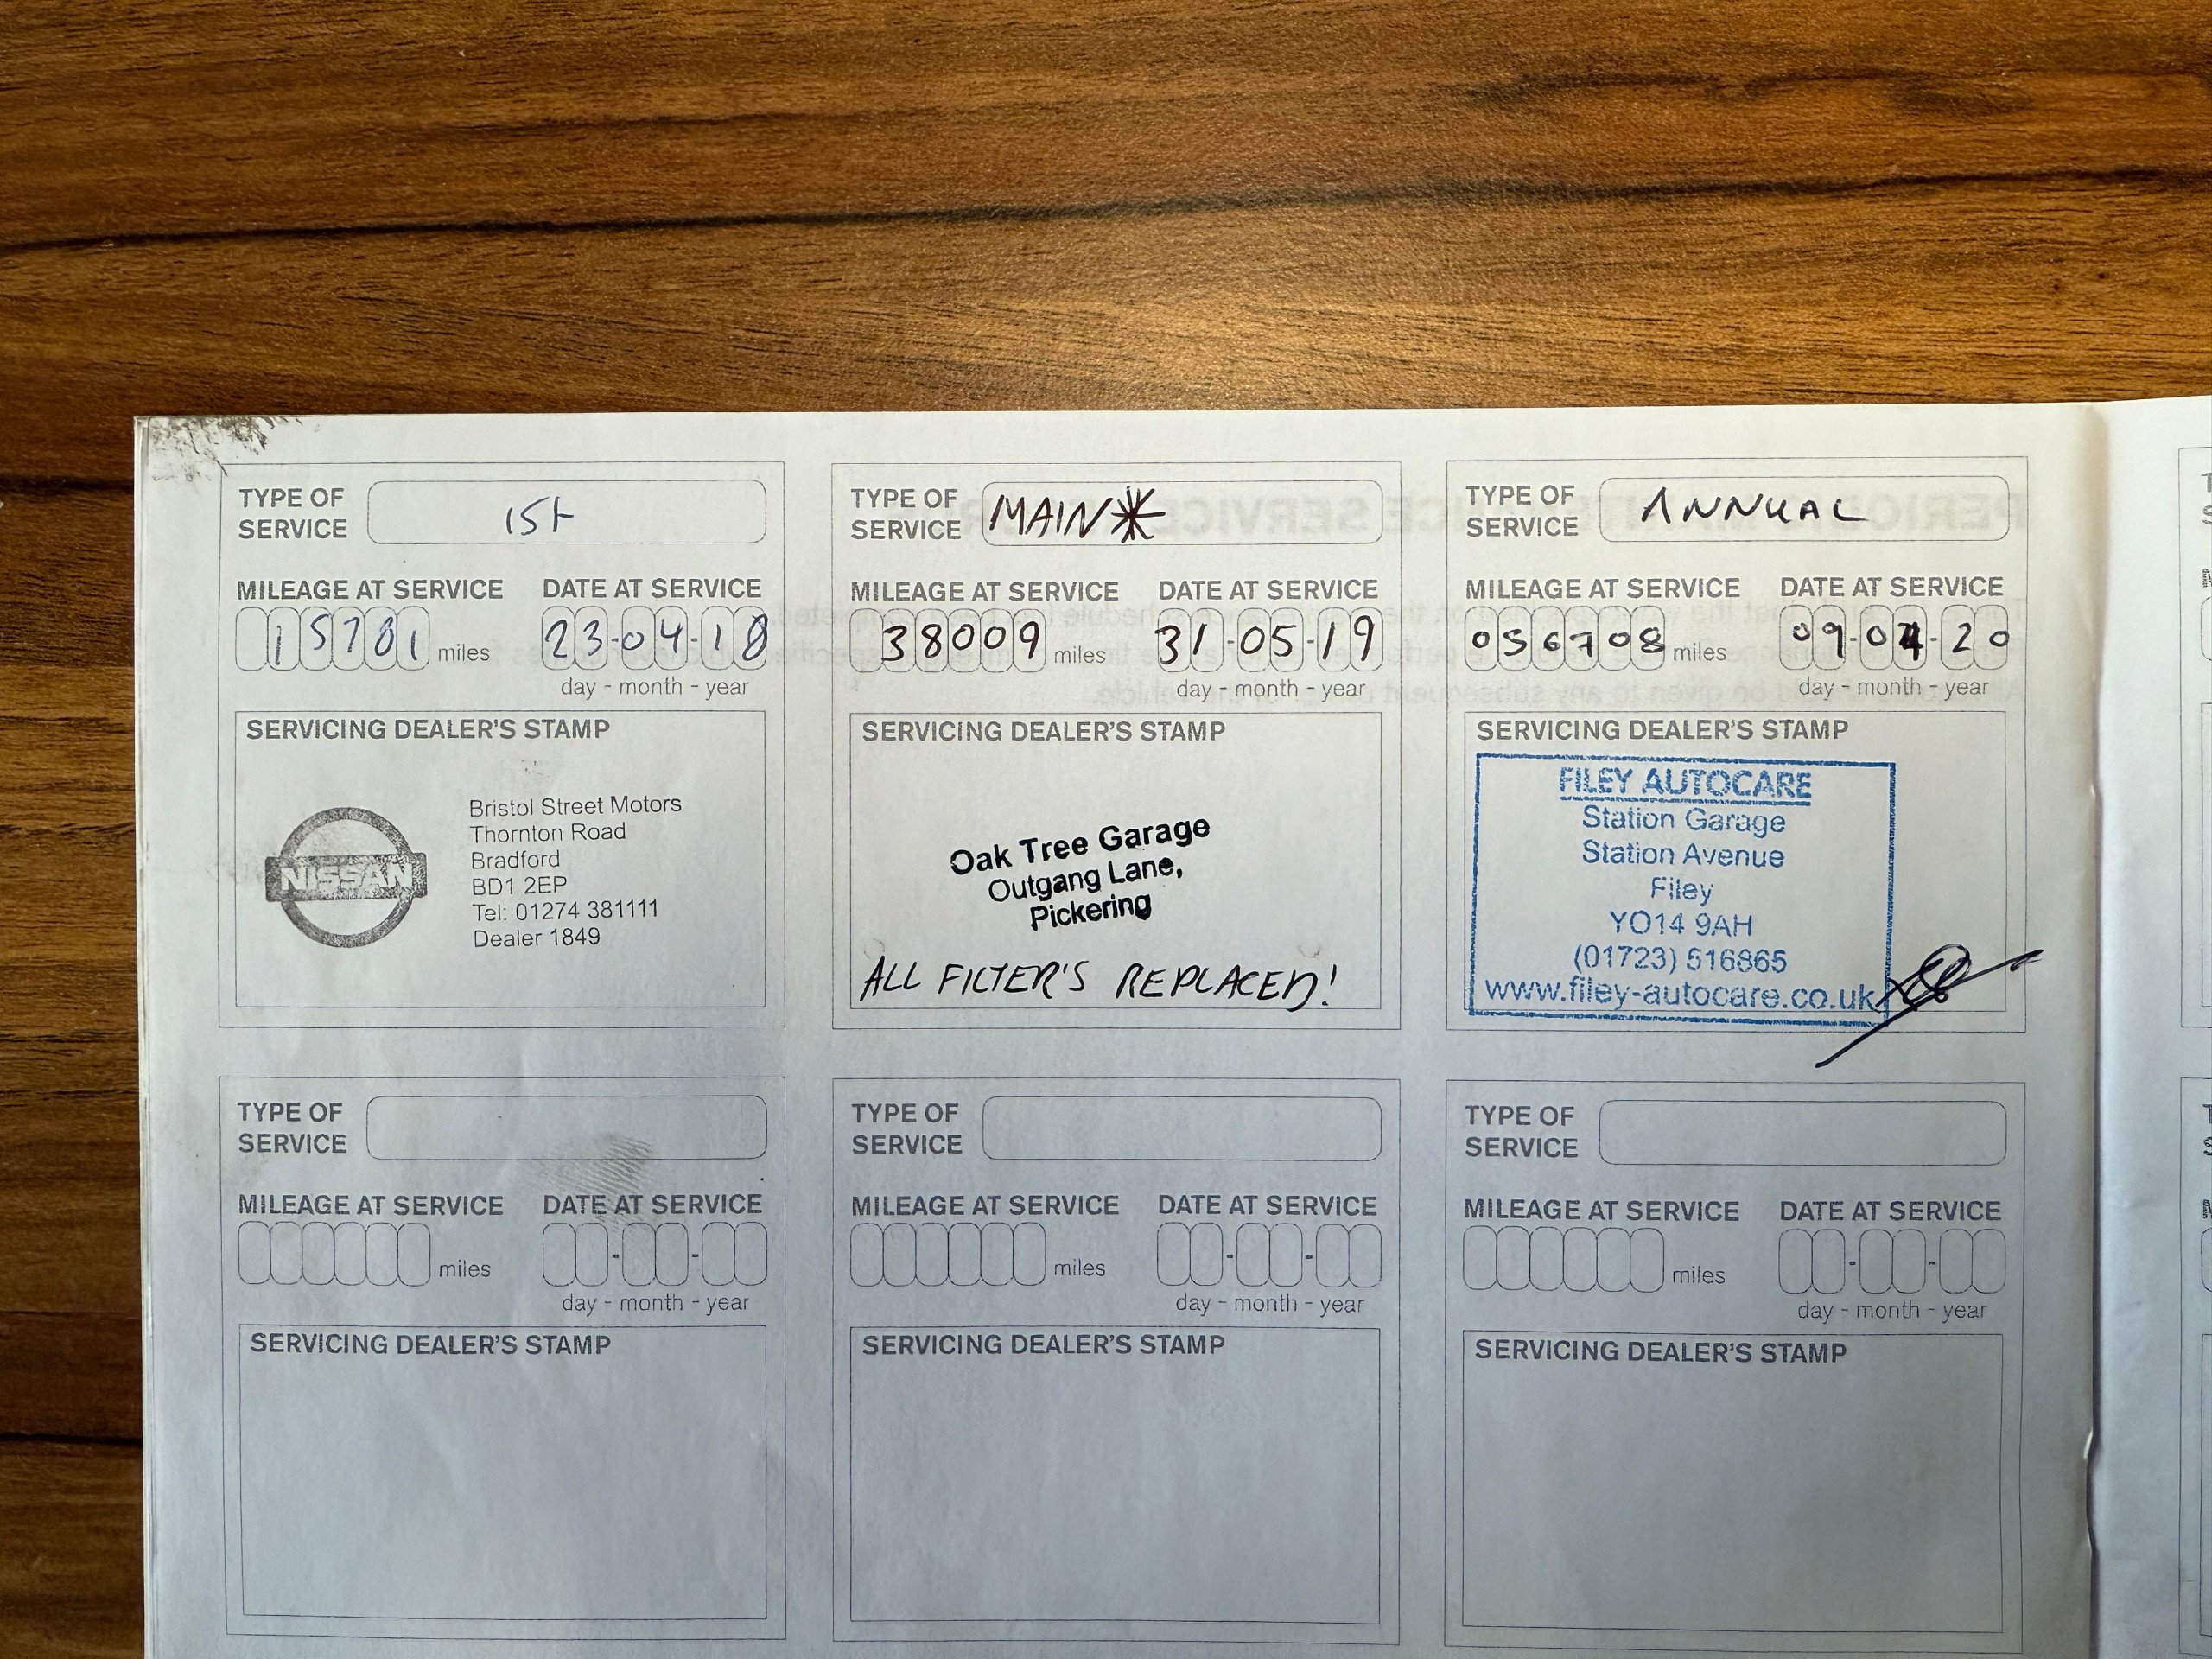 TYPE OF SERVICE 1st
MILEAGE AT SERVICE DATE AT SERVICE
15781 miles 23-04-18
day - month - year
SERVICING DEALER'S STAMP
NISSAN
Bristol Street Motors
Thornton Road
Bradford
BD1 2EP
Tel: 01274 381111
Dealer 1849
TYPE OF SERVICE MAIN*
MILEAGE AT SERVICE DATE AT SERVICE
38009 miles 31-05-19
day - month - year
SERVICING DEALER'S STAMP
Oak Tree Garage
Outgang Lane,
Pickering
ALL FILTER'S REPLACED!
TYPE OF SERVICE ANNUAL
MILEAGE AT SERVICE DATE AT SERVICE
056708 miles 09-07-20
day - month - year
SERVICING DEALER'S STAMP
FILEY AUTOCARE
Station Garage
Station Avenue
Filey
YO14 9AH
(01723) 516865
www.filey-autocare.co.uk
TYPE OF SERVICE
MILEAGE AT SERVICE DATE AT SERVICE
miles
day - month - year
SERVICING DEALER'S STAMP
TYPE OF SERVICE
MILEAGE AT SERVICE DATE AT SERVICE
miles
day - month - year
SERVICING DEALER'S STAMP
TYPE OF SERVICE
MILEAGE AT SERVICE DATE AT SERVICE
miles
day - month - year
SERVICING DEALER'S STAMP